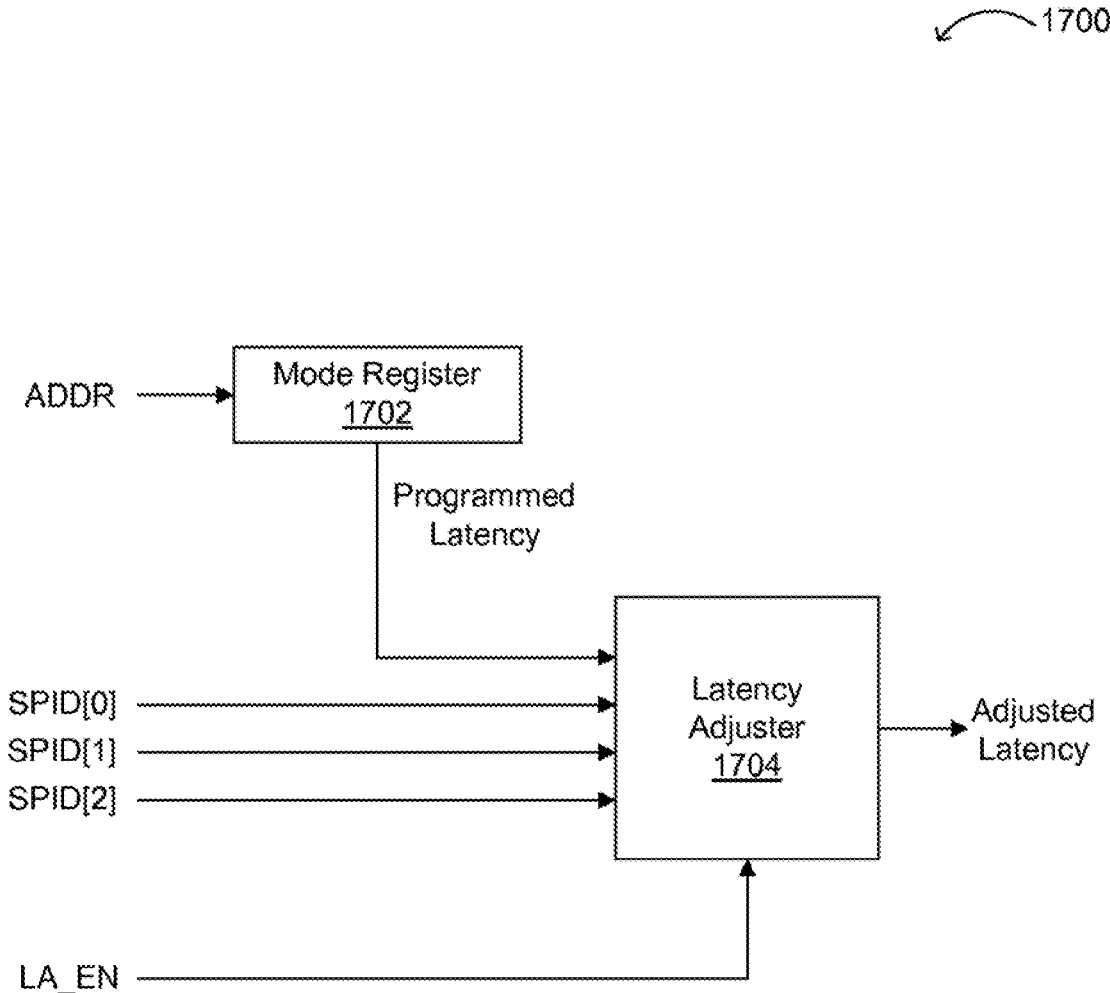 1700
ADDR
Mode Register
1702
Programmed
Latency
SPID[0]
SPID[1]
SPID[2]
Latency
Adjuster
1704
Adjusted
Latency
LA_EN